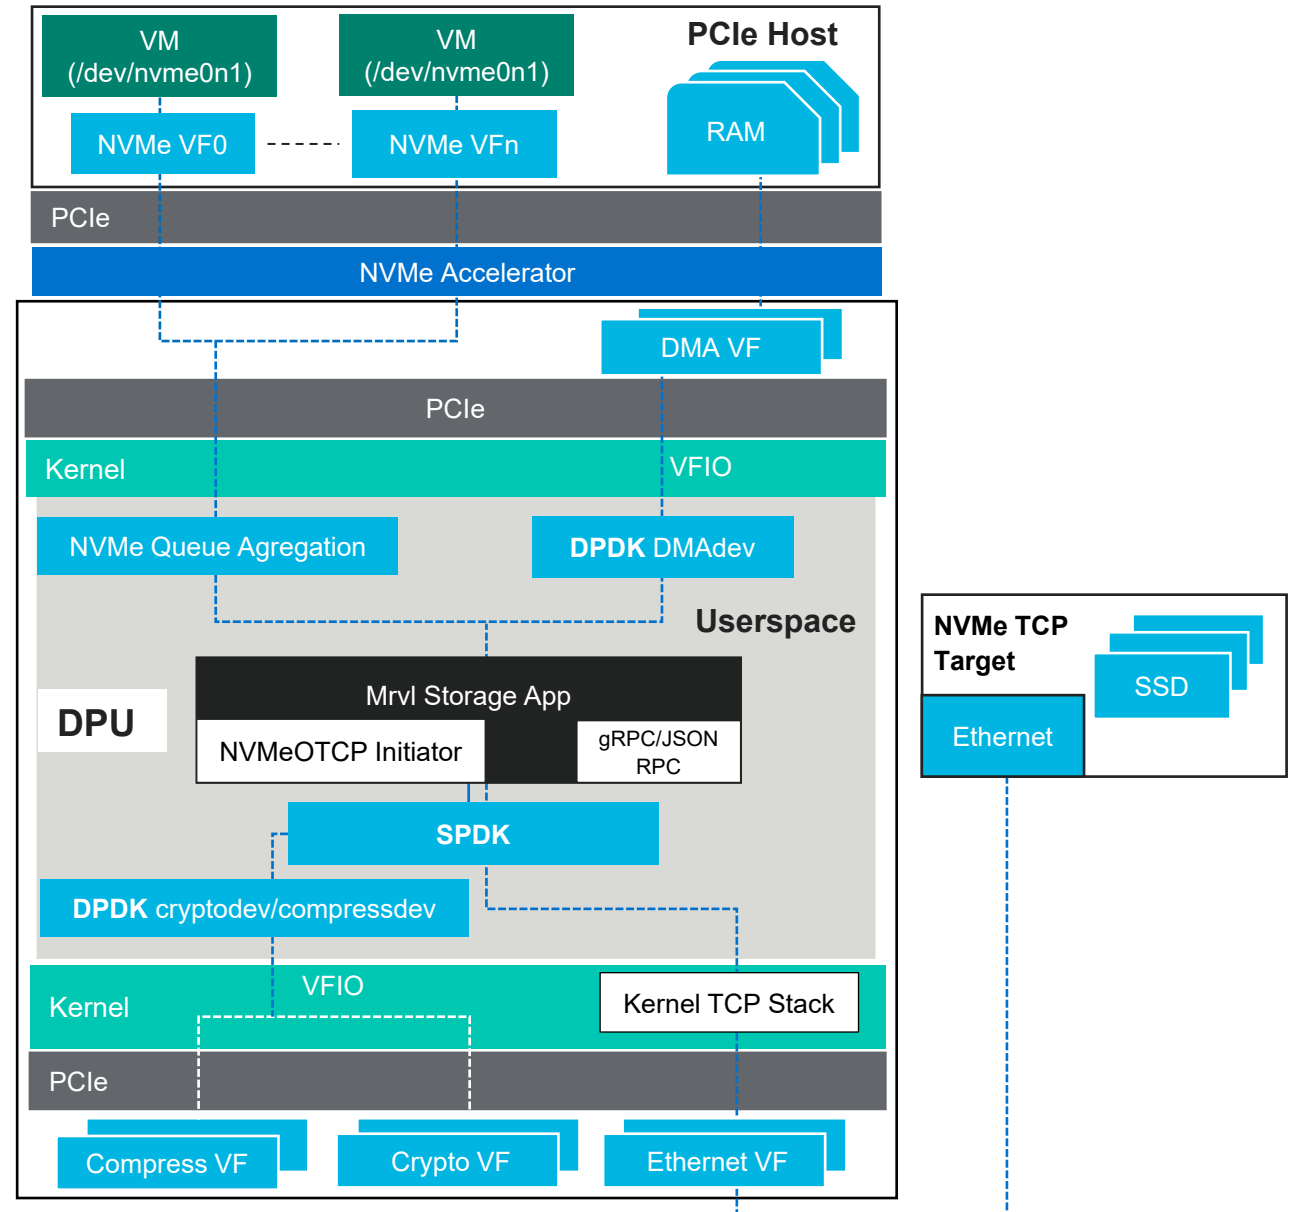 VM
(/dev/nvme0n1)
VM
(/dev/nvme0n1)
PCIe Host
NVMe VF0
NVMe VFn
RAM
PCIe
NVMe Accelerator
DMA VF
PCIe
Kernel
VFIO
NVMe Queue Agregation
DPDK DMAdev
Userspace
DPU
Mrvl Storage App
NVMeOTCP Initiator
gRPC/JSON
RPC
SPDK
DPDK cryptodev/compressdev
VFIO
Kernel
Kernel TCP Stack
PCIe
Compress VF
Crypto VF
Ethernet VF
NVMe TCP
Target
SSD
Ethernet